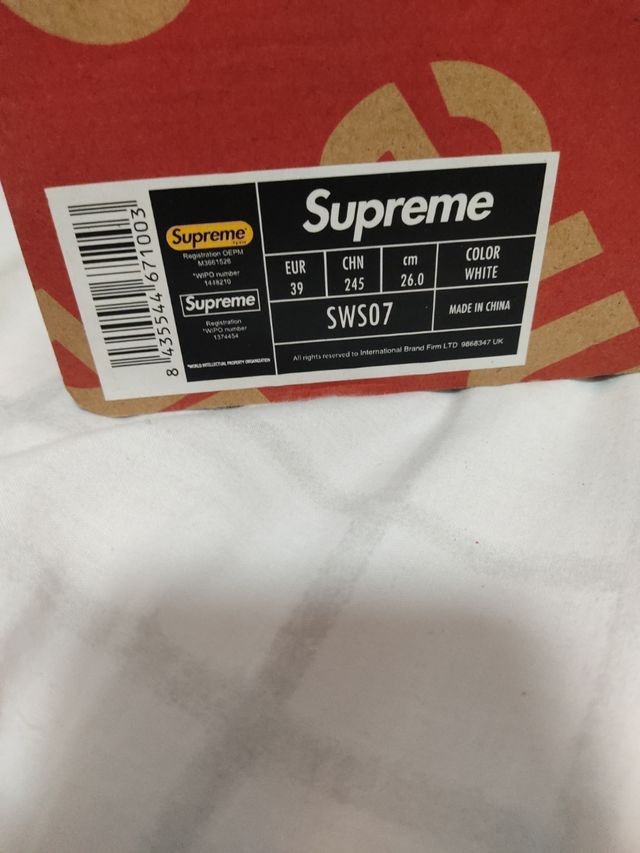 8 435544 671003
Supreme
Spain
Registration OEPM
M3661526
*WIPO number
1448210
Supreme
Registration
*WIPO number
1374454
*WORLD INTELLECTUAL PROPERTY ORGANIZATION
Supreme
EUR
39
CHN
245
cm
26.0
COLOR
WHITE
SWS07
MADE IN CHINA
All rights reserved to International Brand Firm LTD 9868347 UK